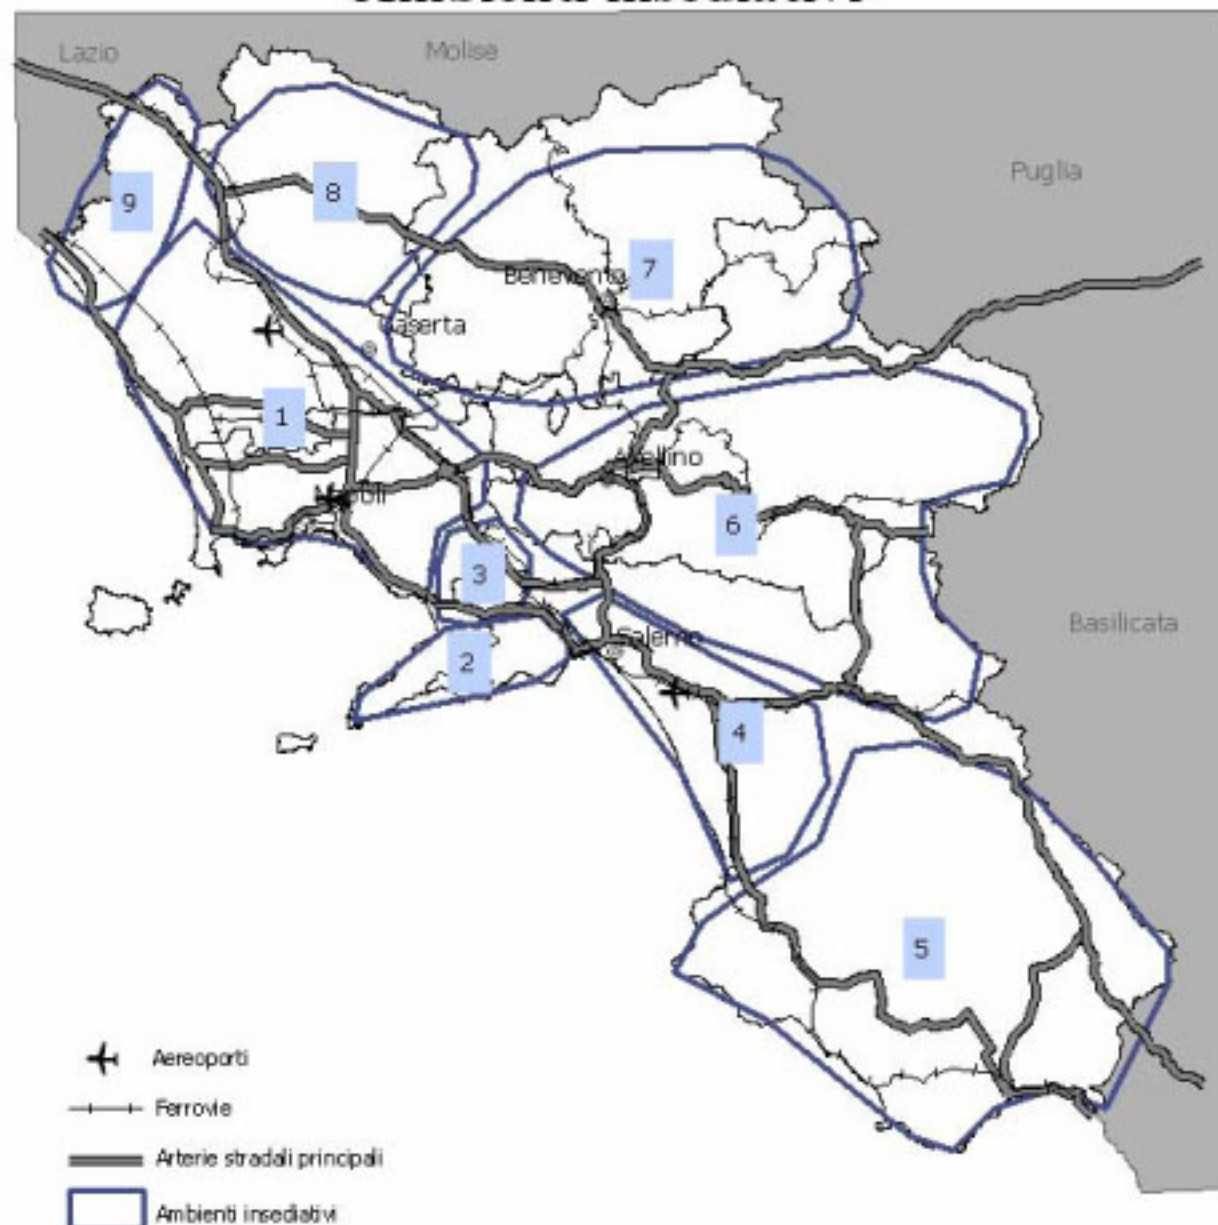 Lazio
Molise
Puglia
9
8
7
Benevento
Caserta
1
Avellino
Napoli
6
3
Salerno
Basilicata
2
4
5
Aereoporti
Ferrovie
Arterie stradali principali
Ambienti insediativi